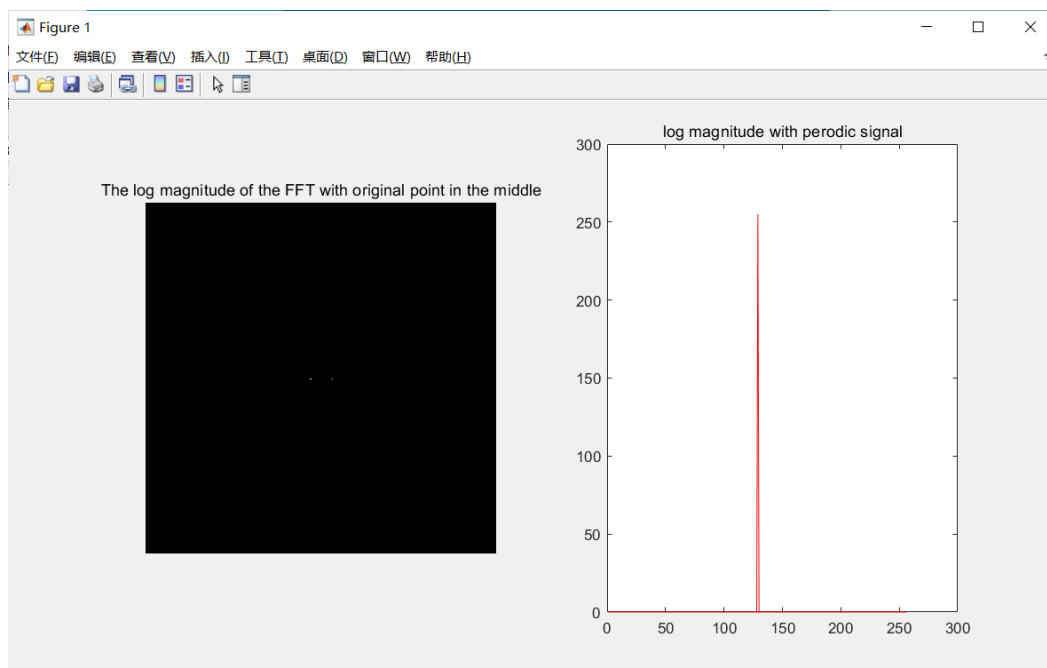 Figure 1
文件(F) 编辑(E) 查看(V) 插入(I) 工具(T) 桌面(D) 窗口(W) 帮助(H)
The log magnitude of the FFT with original point in the middle
log magnitude with perodic signal
300
250
200
150
100
50
0
0 50 100 150 200 250 300